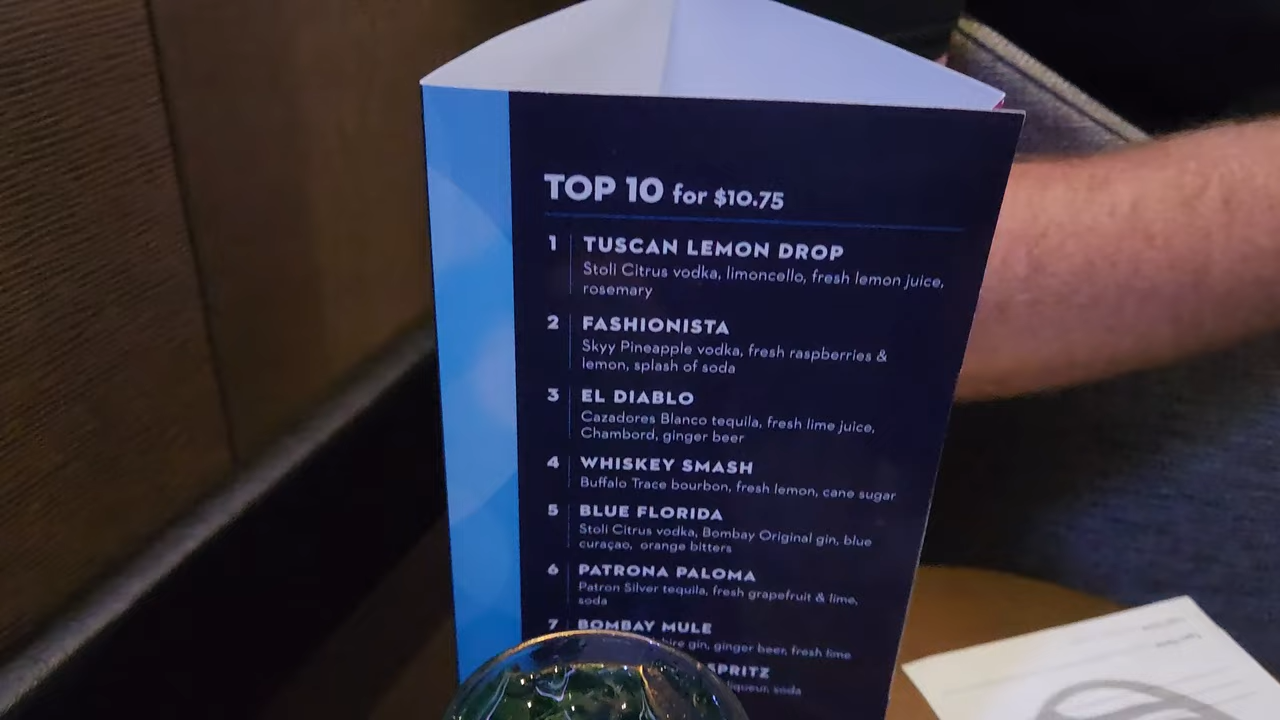 TOP 10 for $10.75
1 TUSCAN LEMON DROP
Stoli Citrus vodka, limoncello, fresh lemon juice,
rosemary
2 FASHIONISTA
Skyy Pineapple vodka, fresh raspberries &
lemon, splash of soda
3 EL DIABLO
Cazadores Blanco tequila, fresh lime juice,
Chambord, ginger beer
4 WHISKEY SMASH
Buffalo Trace bourbon, fresh lemon, cane sugar
5 BLUE FLORIDA
Stoli Citrus vodka, Bombay Original gin, blue
curaçao, orange bitters
6 PATRONA PALOMA
Patron Silver tequila, fresh grapefruit & lime,
soda
7 BOMBAY MULE
gin, ginger beer, fresh lime
SPRITZ
liqueur, soda